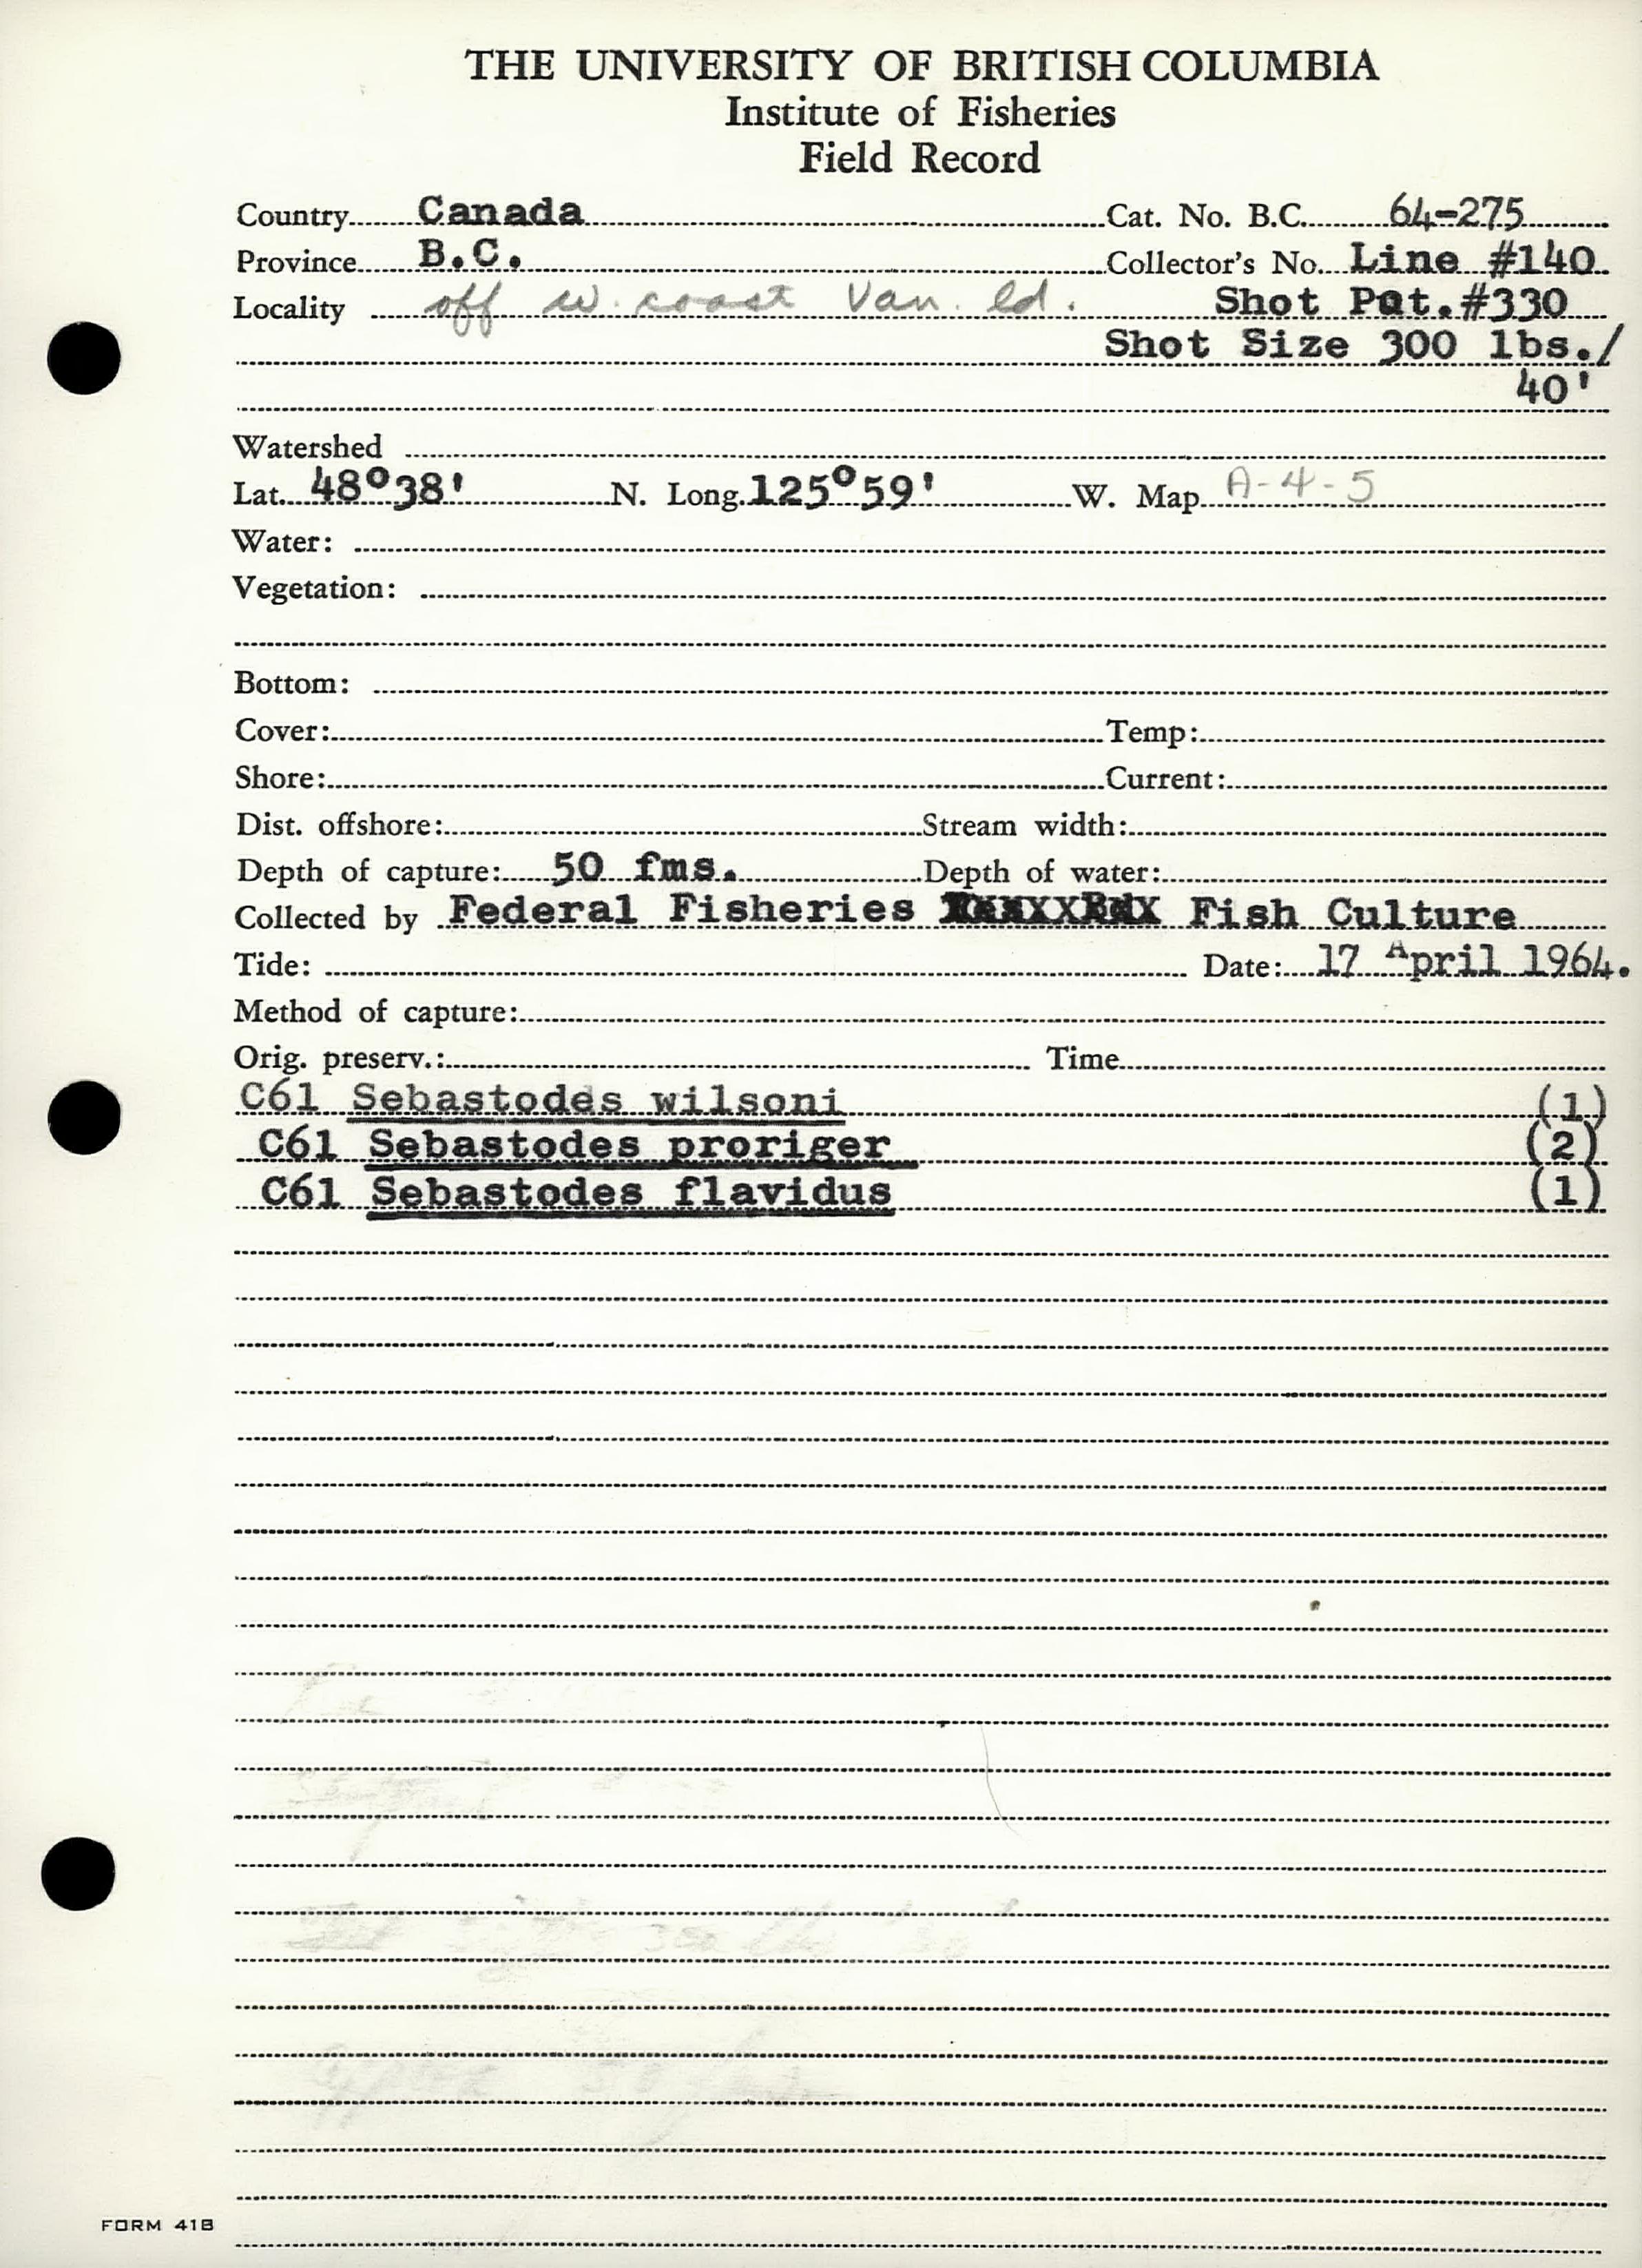 THE UNIVERSITY OF BRITISH COLUMBIA
Institute of Fisheries
Field Record
Country Canada Cat. No. B.C. 64-275
Province B.C. Collector's No. Line #140
Locality off w. coast Van. Id. Shot Pat.#330
Shot Size 300 lbs./
40'
Watershed
Lat. 48°38' N. Long. 125°59' W. Map A-4-5
Water:
Vegetation:
Bottom:
Cover: Temp:
Shore: Current:
Dist. offshore: Stream width:
Depth of capture: 50 fms. Depth of water:
Collected by Federal Fisheries Fish Culture
Tide: Date: 17 April 1964.
Method of capture:
Orig. preserv.: Time
C61 Sebastodes wilsoni (1)
C61 Sebastodes proriger (2)
C61 Sebastodes flavidus (1)
FORM 41B